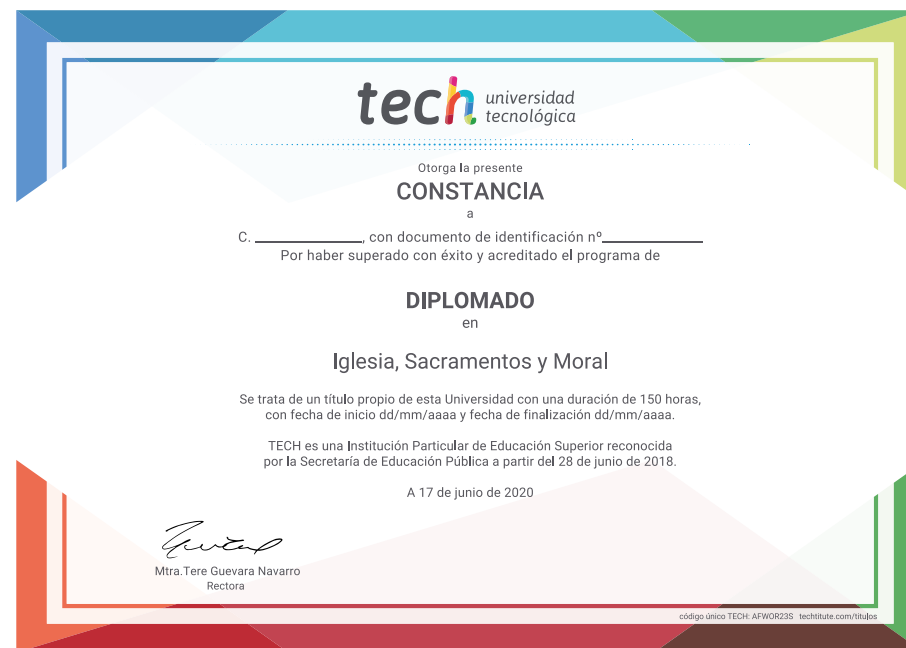 tech universidad
tecnológica
Otorga la presente
CONSTANCIA
a
C. ____________, con documento de identificación nº____________
Por haber superado con éxito y acreditado el programa de
DIPLOMADO
en
Iglesia, Sacramentos y Moral
Se trata de un título propio de esta Universidad con una duración de 150 horas,
con fecha de inicio dd/mm/aaaa y fecha de finalización dd/mm/aaaa.
TECH es una Institución Particular de Educación Superior reconocida
por la Secretaría de Educación Pública a partir del 28 de junio de 2018.
A 17 de junio de 2020
Mtra.Tere Guevara Navarro
Rectora
código único TECH: AFWOR23S techtitute.com/títulos